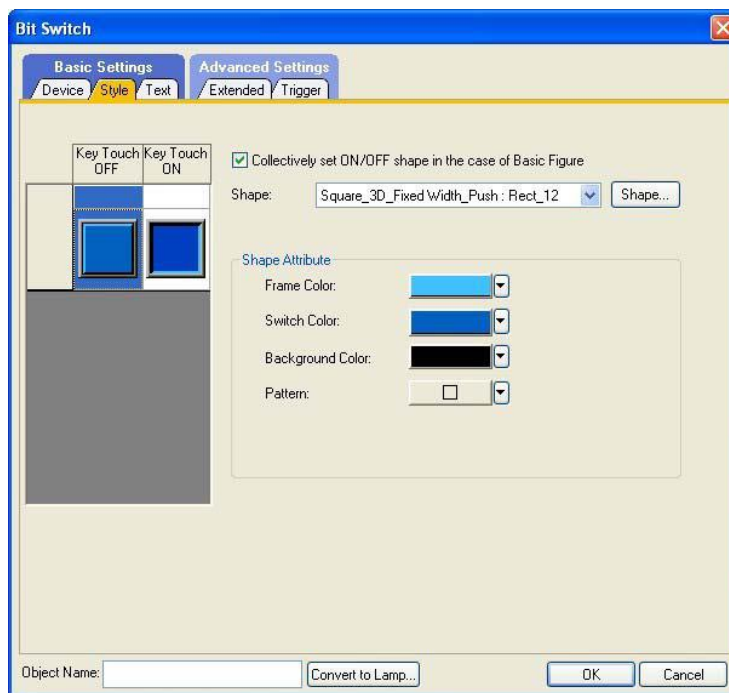 Bit Switch
Basic Settings
Advanced Settings
Device
Style
Text
Extended
Trigger
Key Touch OFF
Key Touch ON
Collectively set ON/OFF shape in the case of Basic Figure
Shape:
Square_3D_Fixed Width_Push : Rect_12
Shape...
Shape Attribute
Frame Color:
Switch Color:
Background Color:
Pattern:
Object Name:
Convert to Lamp...
OK
Cancel